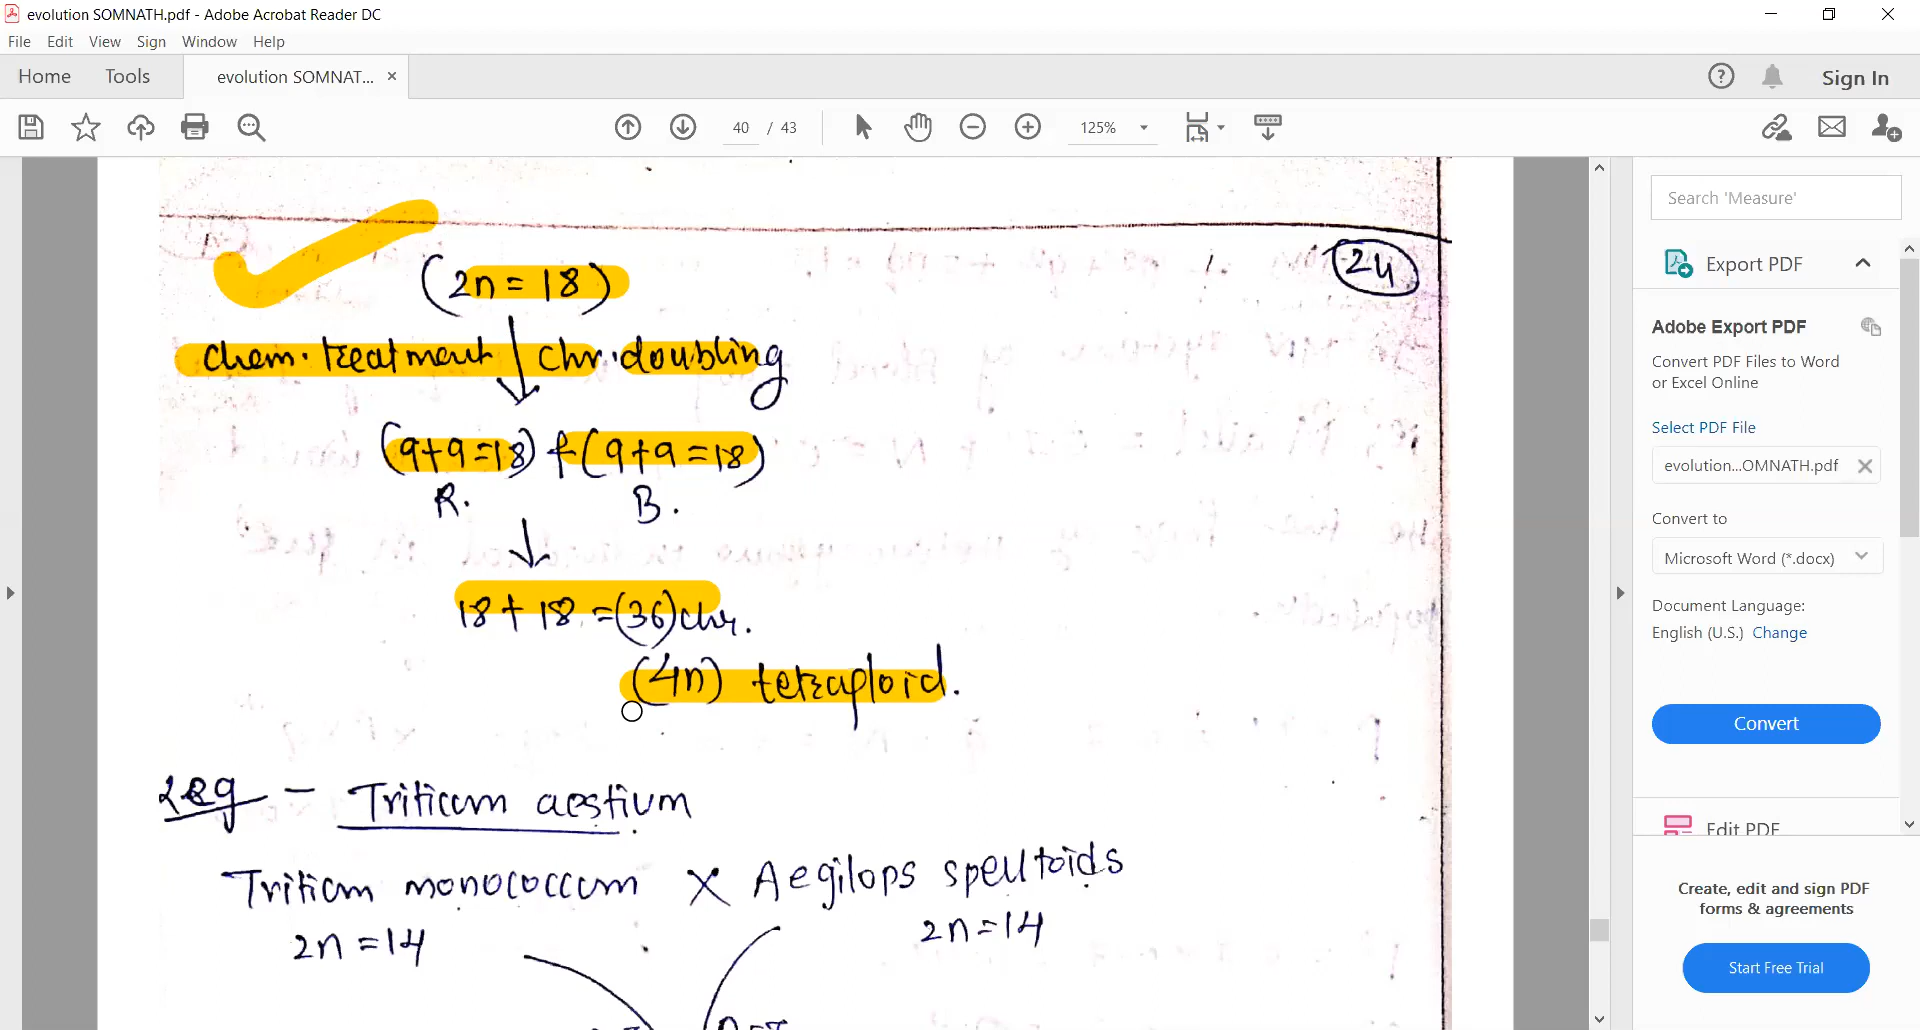 evolution SOMNATH.pdf - Adobe Acrobat Reader DC
File Edit View Sign Window Help
Home Tools evolution SOMNAT... ×
Sign In
40 / 43 125%
Search 'Measure'
Export PDF
Adobe Export PDF
Convert PDF Files to Word
or Excel Online
Select PDF File
evolution...OMNATH.pdf
Convert to
Microsoft Word (*.docx)
Document Language:
English (U.S.) Change
Convert
Edit PDF
Create, edit and sign PDF
forms & agreements
Start Free Trial
24
(2n = 18)
chem. treatment chr. doubling
(9+9=18) f (9+9=18)
R. B.
18 + 18 = (36) chr.
(4n) tetraploid.
2eg - Triticum aestium
Triticum monococcum X Aegilops speultoids
2n = 14 2n = 14